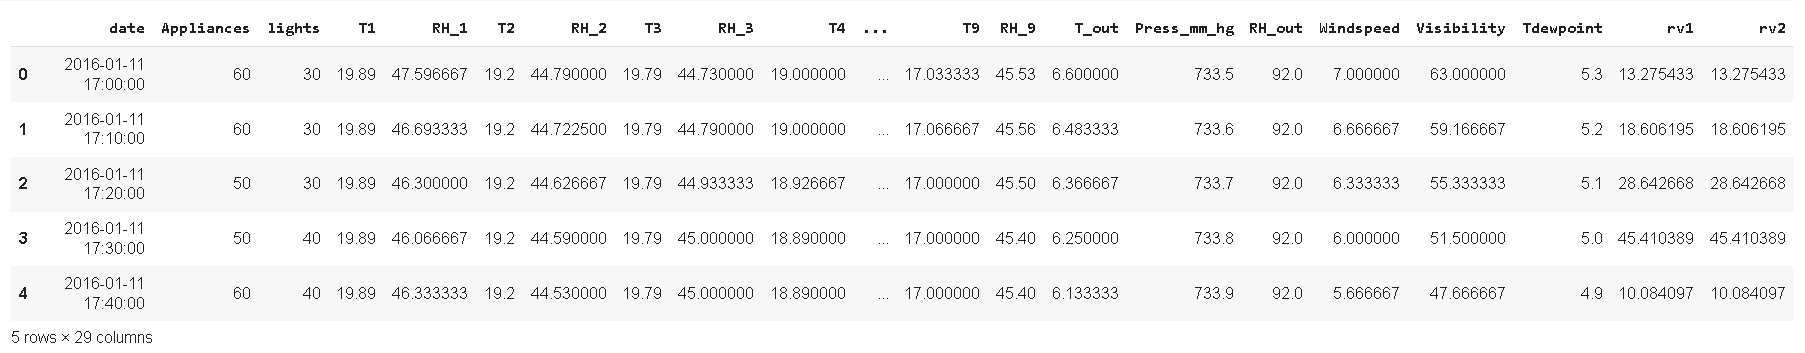 date Appliances lights T1 RH_1 T2 RH_2 T3 RH_3 T4 ... T9 RH_9 T_out Press_mm_hg RH_out Windspeed Visibility Tdewpoint rv1 rv2
0 2016-01-11 17:00:00 60 30 19.89 47.596667 19.2 44.790000 19.79 44.730000 19.000000 ... 17.033333 45.53 6.600000 733.5 92.0 7.000000 63.000000 5.3 13.275433 13.275433
1 2016-01-11 17:10:00 60 30 19.89 46.693333 19.2 44.722500 19.79 44.790000 19.000000 ... 17.066667 45.56 6.483333 733.6 92.0 6.666667 59.166667 5.2 18.606195 18.606195
2 2016-01-11 17:20:00 50 30 19.89 46.300000 19.2 44.626667 19.79 44.933333 18.926667 ... 17.000000 45.50 6.366667 733.7 92.0 6.333333 55.333333 5.1 28.642668 28.642668
3 2016-01-11 17:30:00 50 40 19.89 46.066667 19.2 44.590000 19.79 45.000000 18.890000 ... 17.000000 45.40 6.250000 733.8 92.0 6.000000 51.500000 5.0 45.410389 45.410389
4 2016-01-11 17:40:00 60 40 19.89 46.333333 19.2 44.530000 19.79 45.000000 18.890000 ... 17.000000 45.40 6.133333 733.9 92.0 5.666667 47.666667 4.9 10.084097 10.084097
5 rows × 29 columns